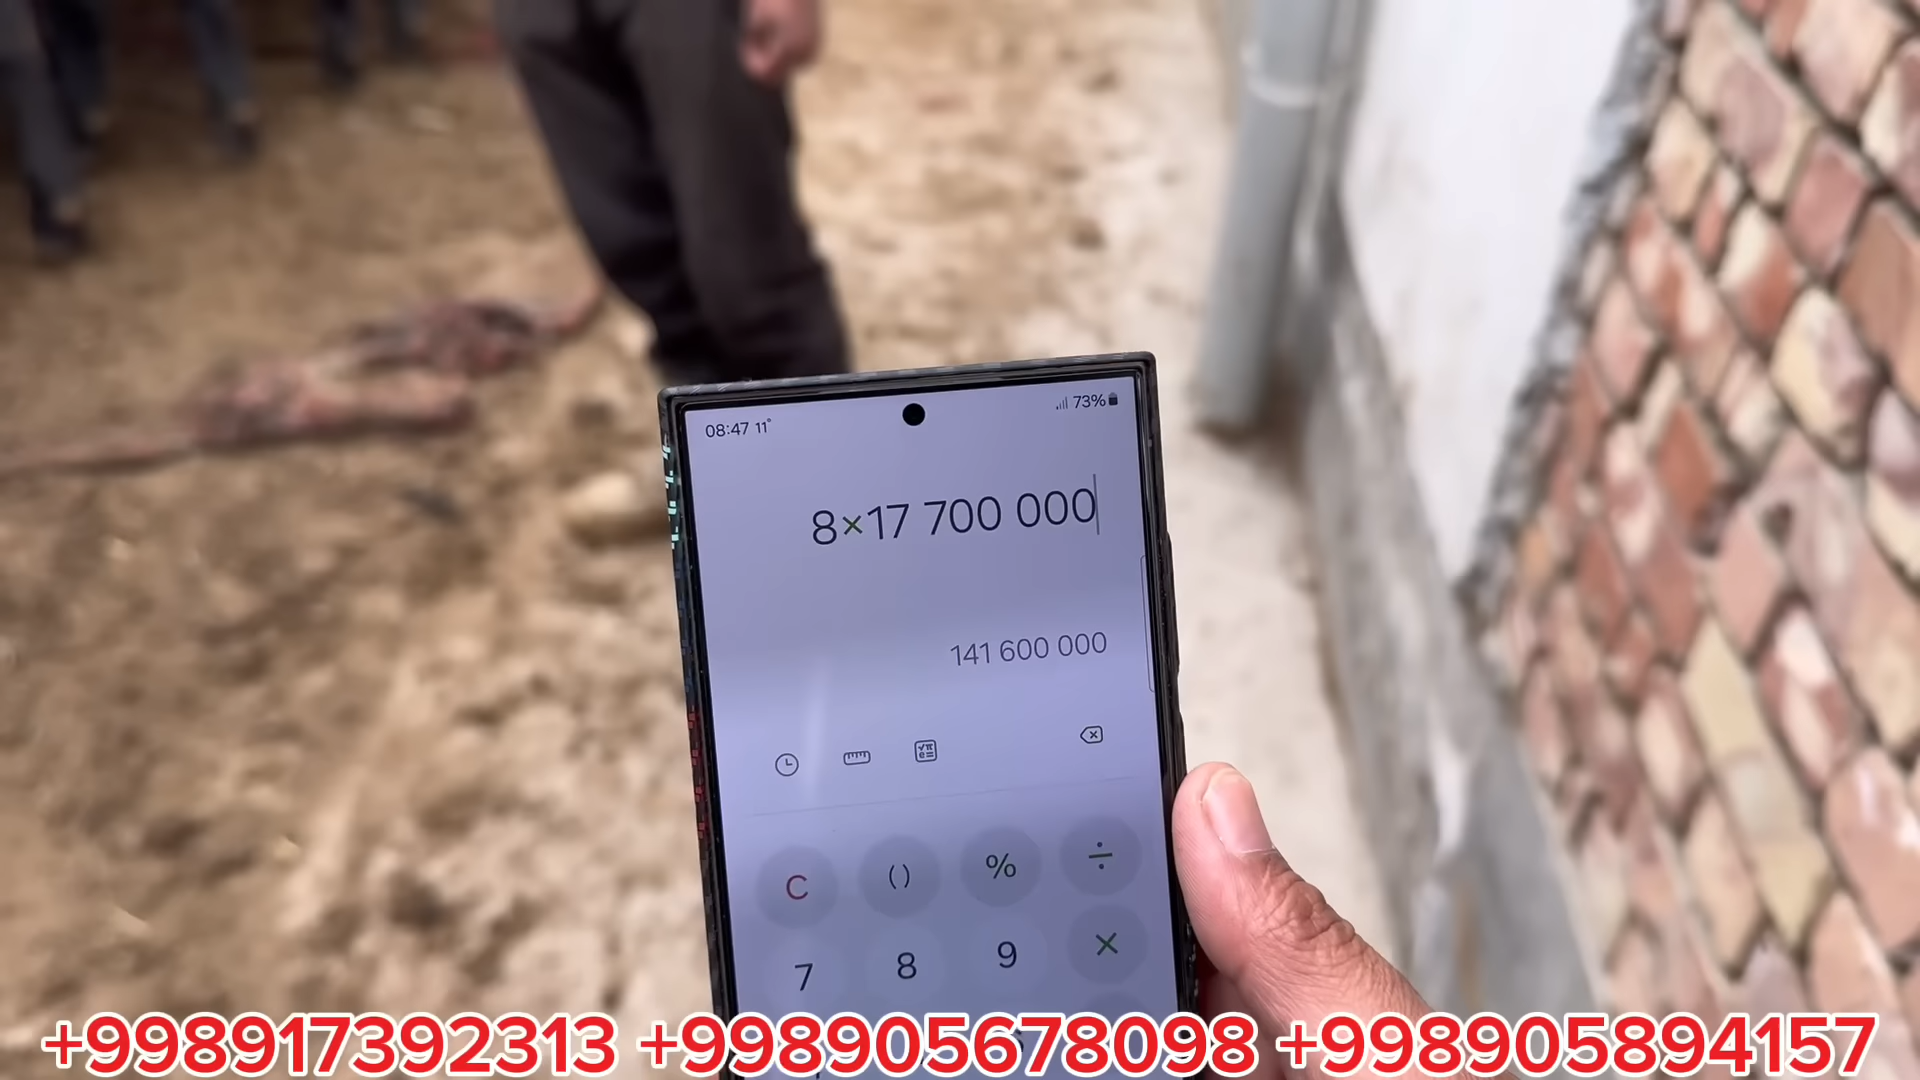 08:47 11° 73%
8×17 700 000
141 600 000
C ( ) % ÷
7 8 9 ×
+998917392313 +998905678098 +998905894157